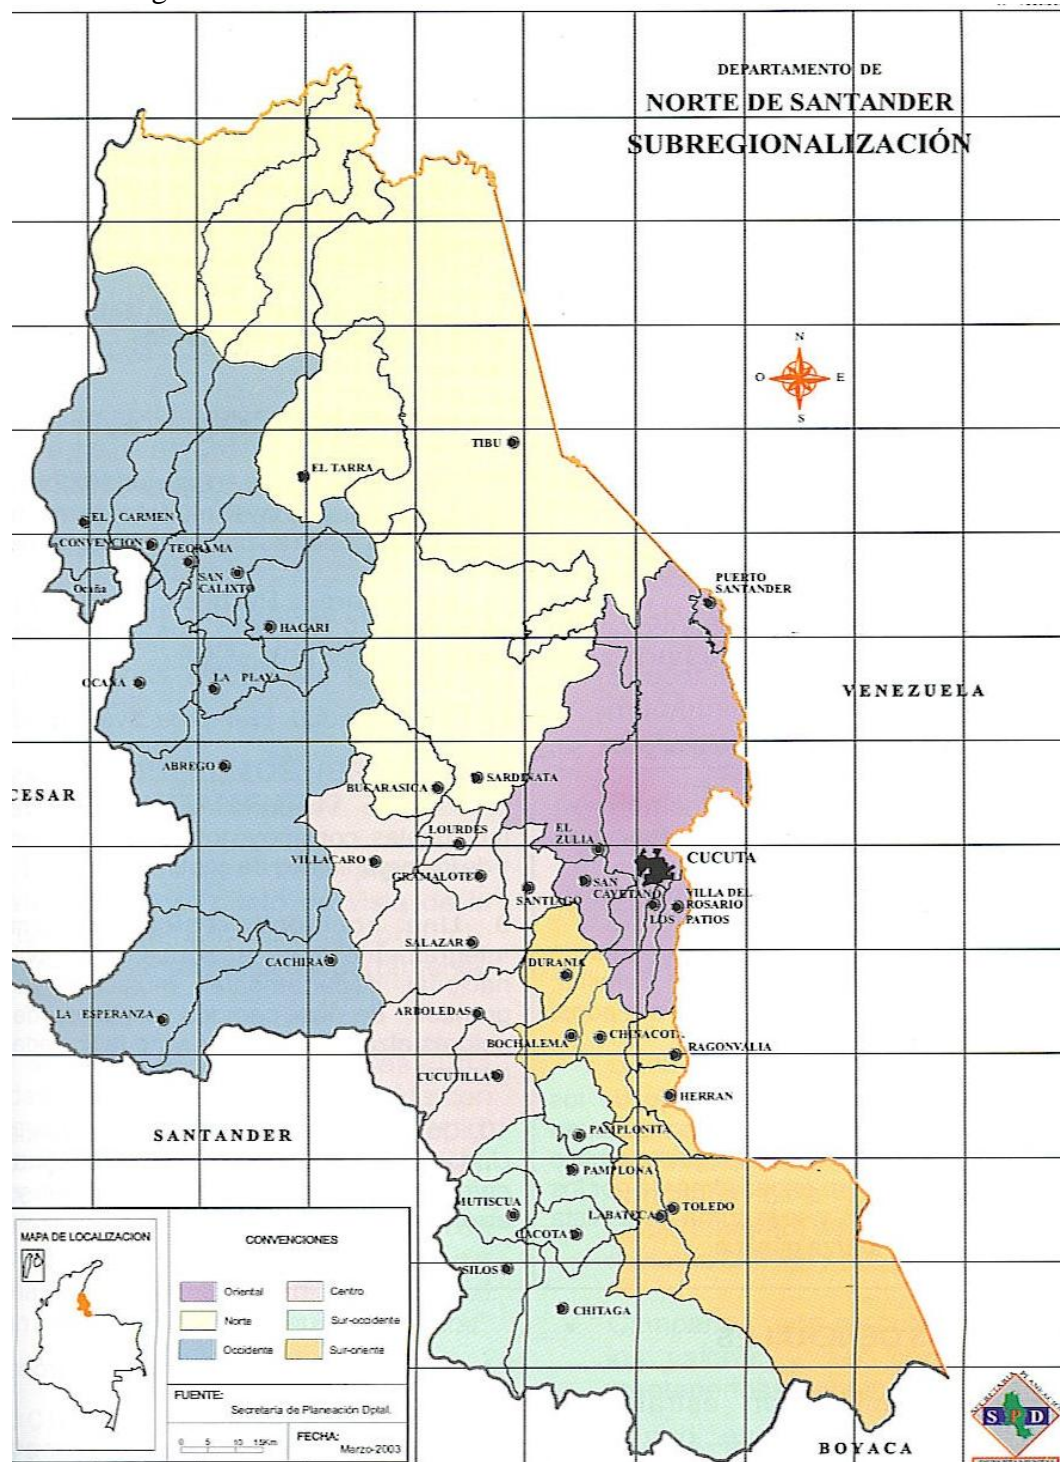 DEPARTAMENTO DE
NORTE DE SANTANDER
SUBREGIONALIZACIÓN
N
O
E
S
TIBU
EL TARRA
EL CARMEN
CONVENCION
TEORAMA
SAN
CALIXTO
Ocaña
PUERTO
SANTANDER
HACARI
OCAÑA
LA PLAYA
VENEZUELA
ABREGO
SARDINATA
BUCARASICA
CESAR
LOURDES
EL
ZULIA
VILLACARO
CUCUTA
GRAMALOTE
SAN
CAYETANO
SANTIAGO
VILLA DEL
ROSARIO
LOS PATIOS
SALAZAR
CACHIRA
DURANIA
LA ESPERANZA
ARBOLEDAS
BOCHALEMA
CHINACOT..
RAGONVALIA
CUCUTILLA
HERRAN
SANTANDER
PAMPLONITA
PAMPLONA
MUTISCUA
LABATECA
TOLEDO
CACOTA
SILOS
CHITAGA
BOYACA
MAPA DE LOCALIZACION
CONVENCIONES
Oriental
Centro
Norte
Sur-occidente
Occidente
Sur-oriente
FUENTE:
Secretaría de Planeación Dptal.
0 5 10 15Km
FECHA:
Marzo-2003
SECRETARIA PLANEACION
SPD
DEPARTAMENTAL